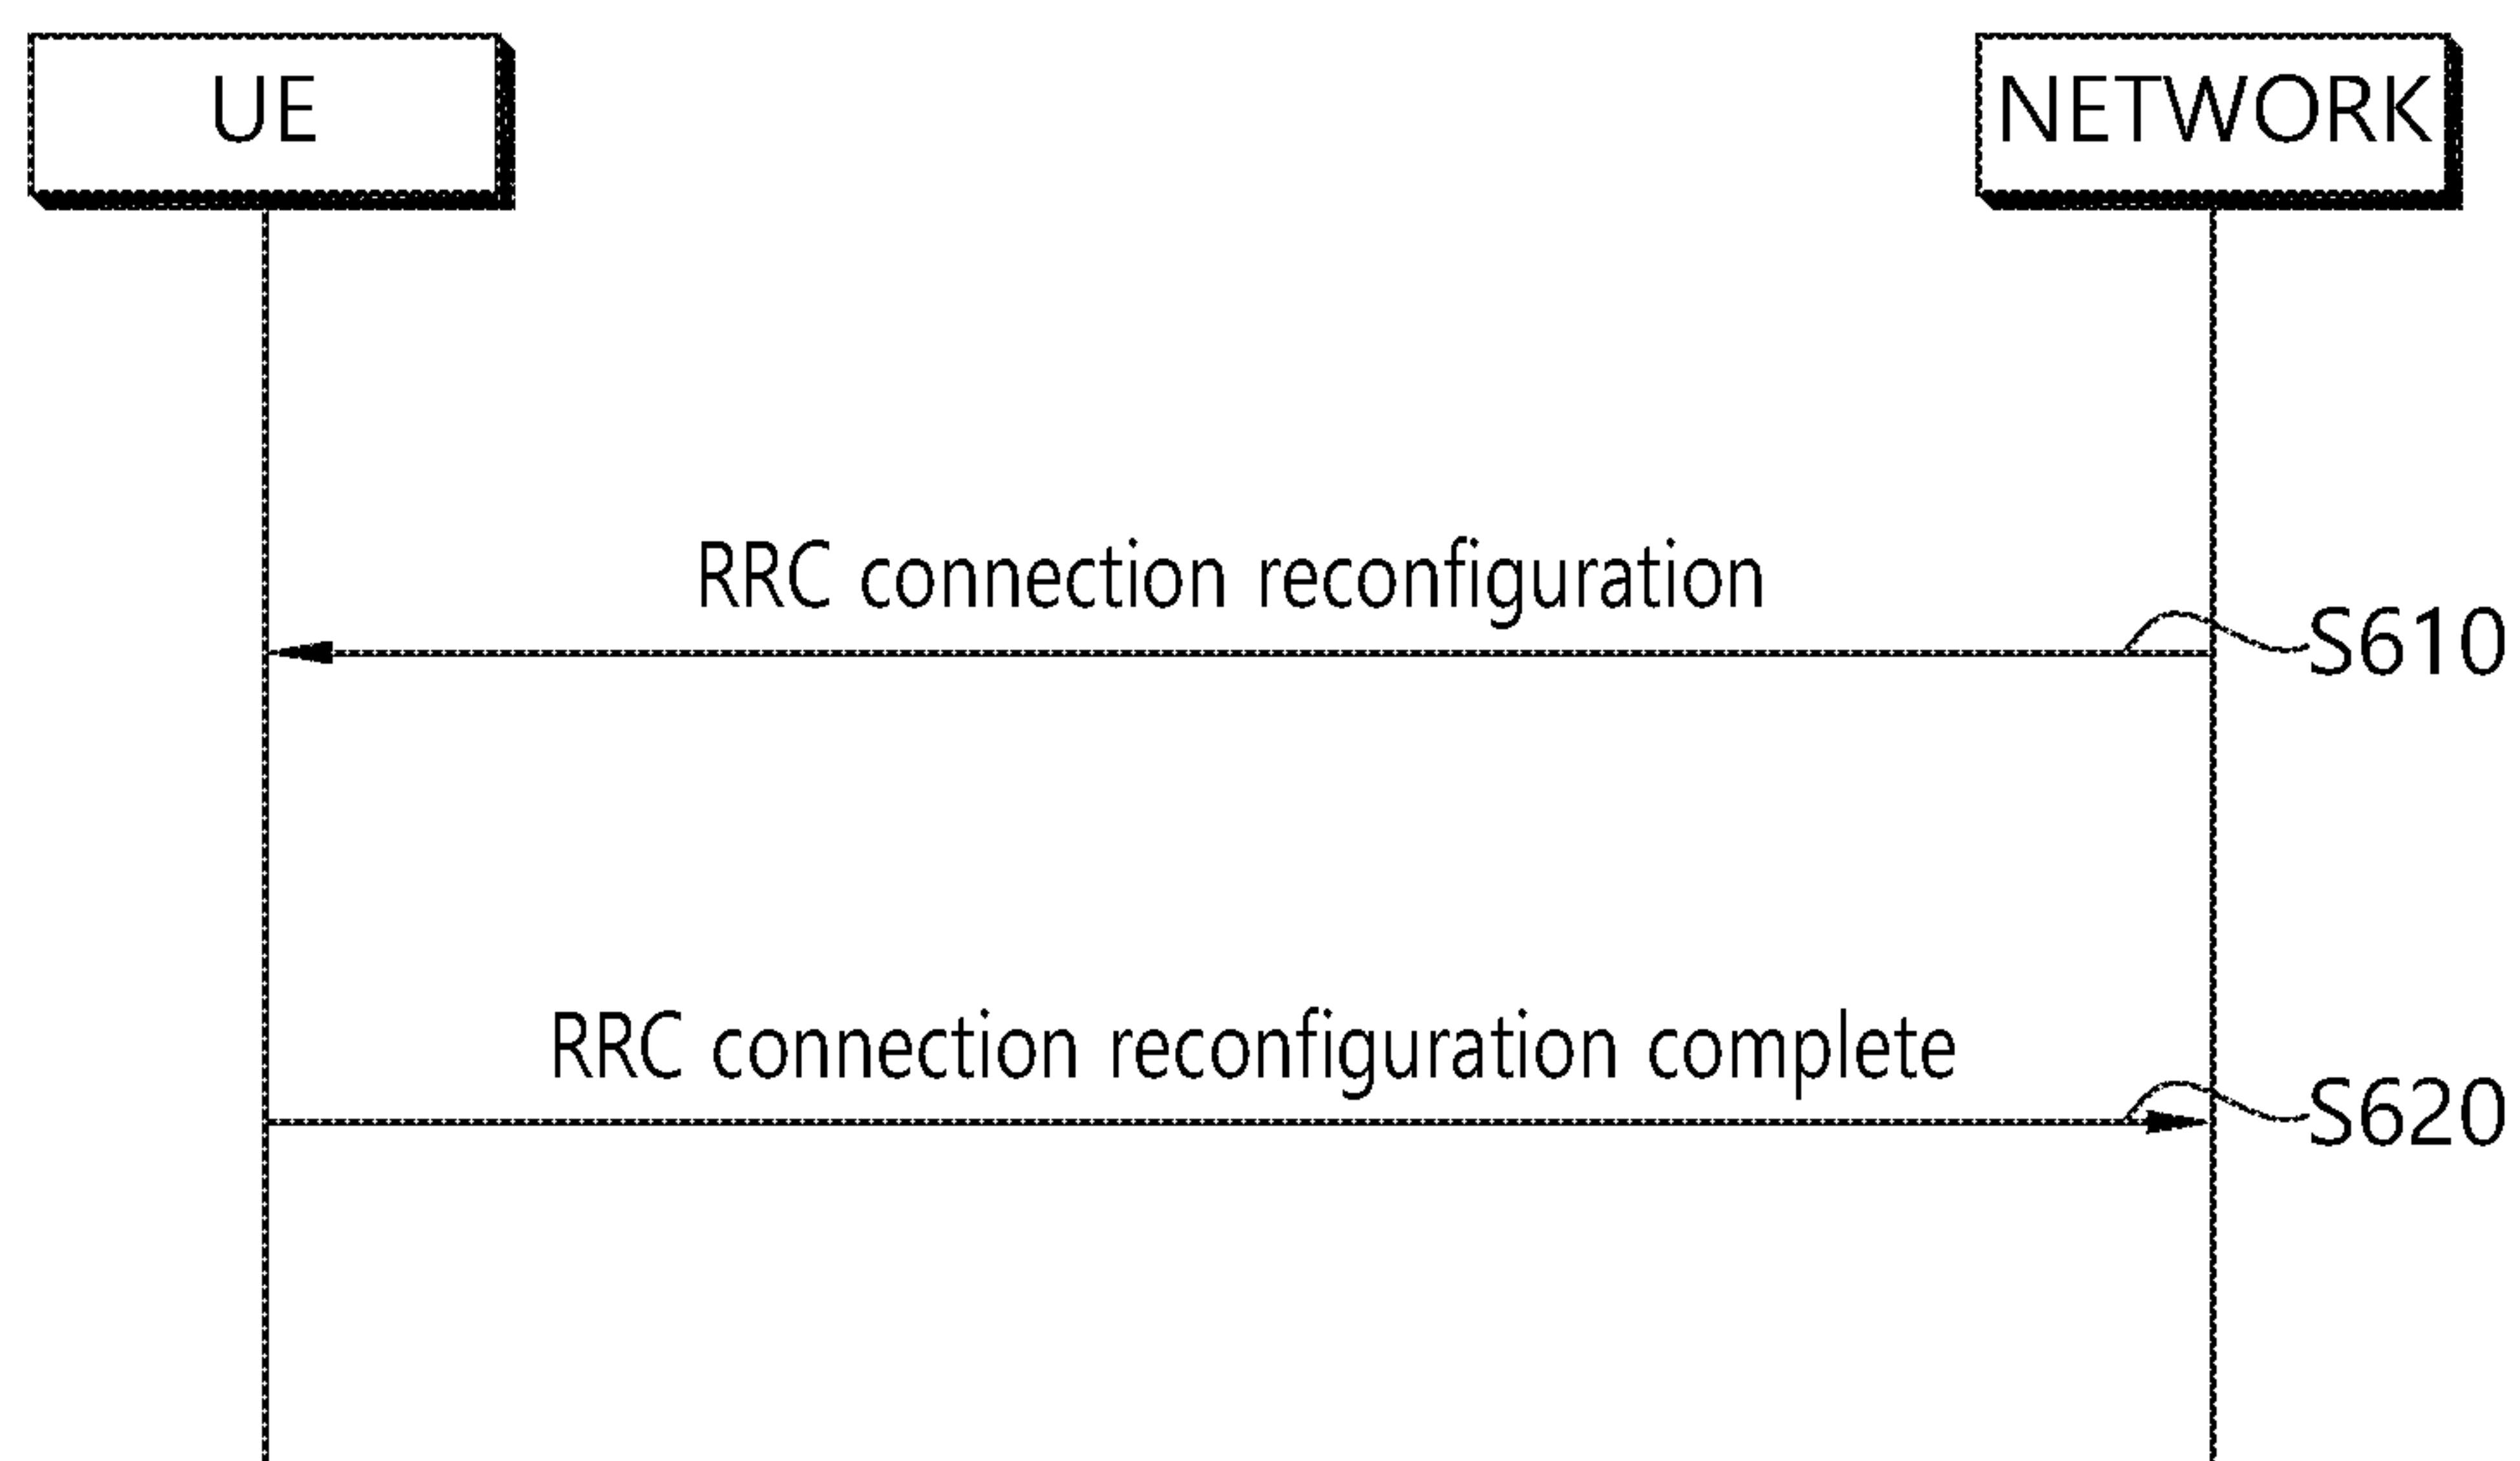 UE
NETWORK
RRC connection reconfiguration
S610
RRC connection reconfiguration complete
S620